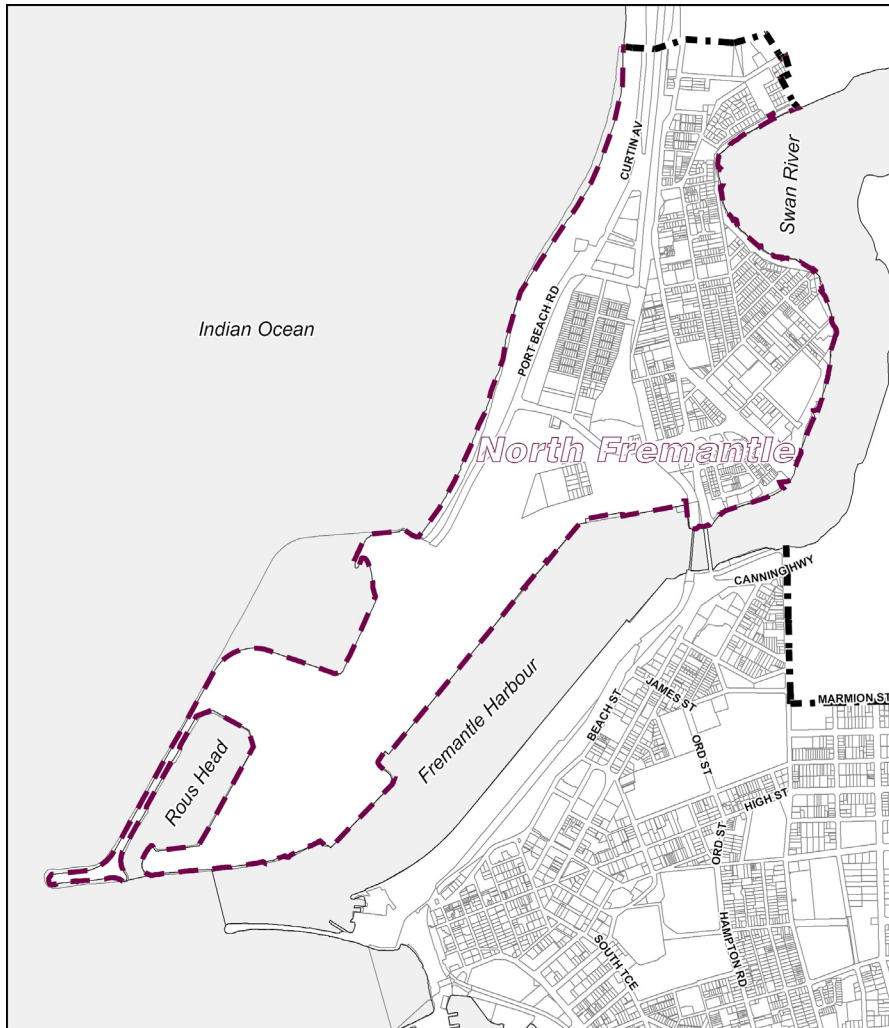 CURTIN AV
Swan River
Indian Ocean
PORT BEACH RD
North Fremantle
CANNING HWY
Fremantle Harbour
JAMES ST
MARMION ST
BEACH ST
ORD ST
Rous Head
HIGH ST
ORD ST
HAMPTON RD
SOUTH TCE